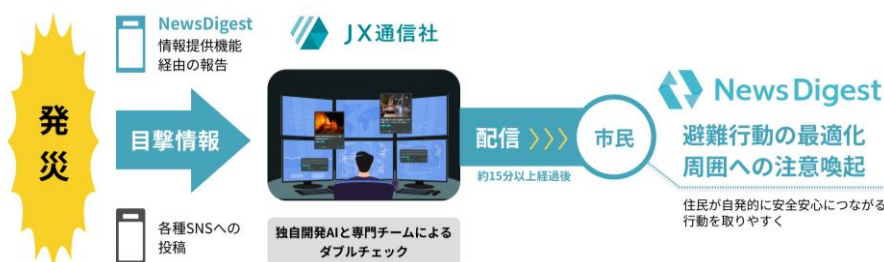 発災
NewsDigest
情報提供機能
経由の報告
目撃情報
各種SNSへの
投稿
JX通信社
独自開発AIと専門チームによる
ダブルチェック
配信
約15分以上経過後
市民
NewsDigest
避難行動の最適化
周囲への注意喚起
住民が自発的に安全安心につながる
行動を取りやすく